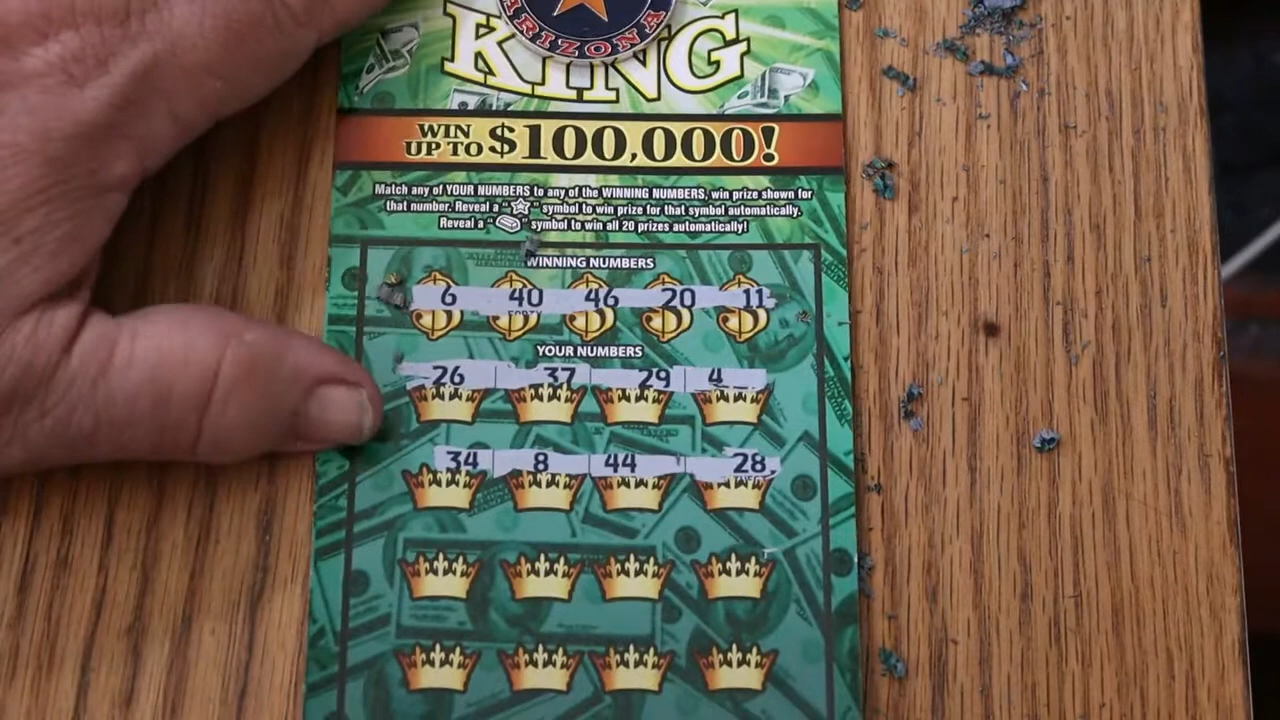 ARIZONA
KING
WIN UP TO $100,000!
Match any of YOUR NUMBERS to any of the WINNING NUMBERS, win prize shown for
that number. Reveal a " " symbol to win prize for that symbol automatically.
Reveal a " " symbol to win all 20 prizes automatically!
WINNING NUMBERS
6 40 46 20 11
FORTY
YOUR NUMBERS
26 37 29 4
34 8 44 28